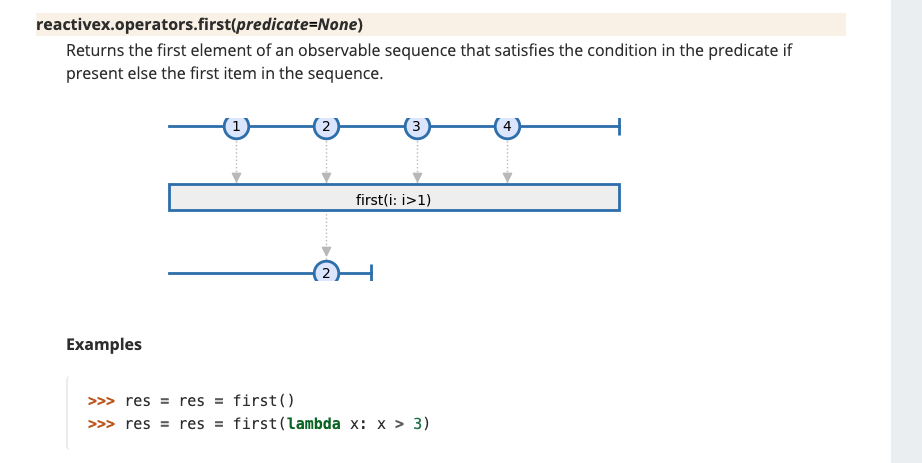 reactivex.operators.first(predicate=None)
Returns the first element of an observable sequence that satisfies the condition in the predicate if
present else the first item in the sequence.
1 2 3 4
first(i: i>1)
2
Examples
>>> res = res = first()
>>> res = res = first(lambda x: x > 3)